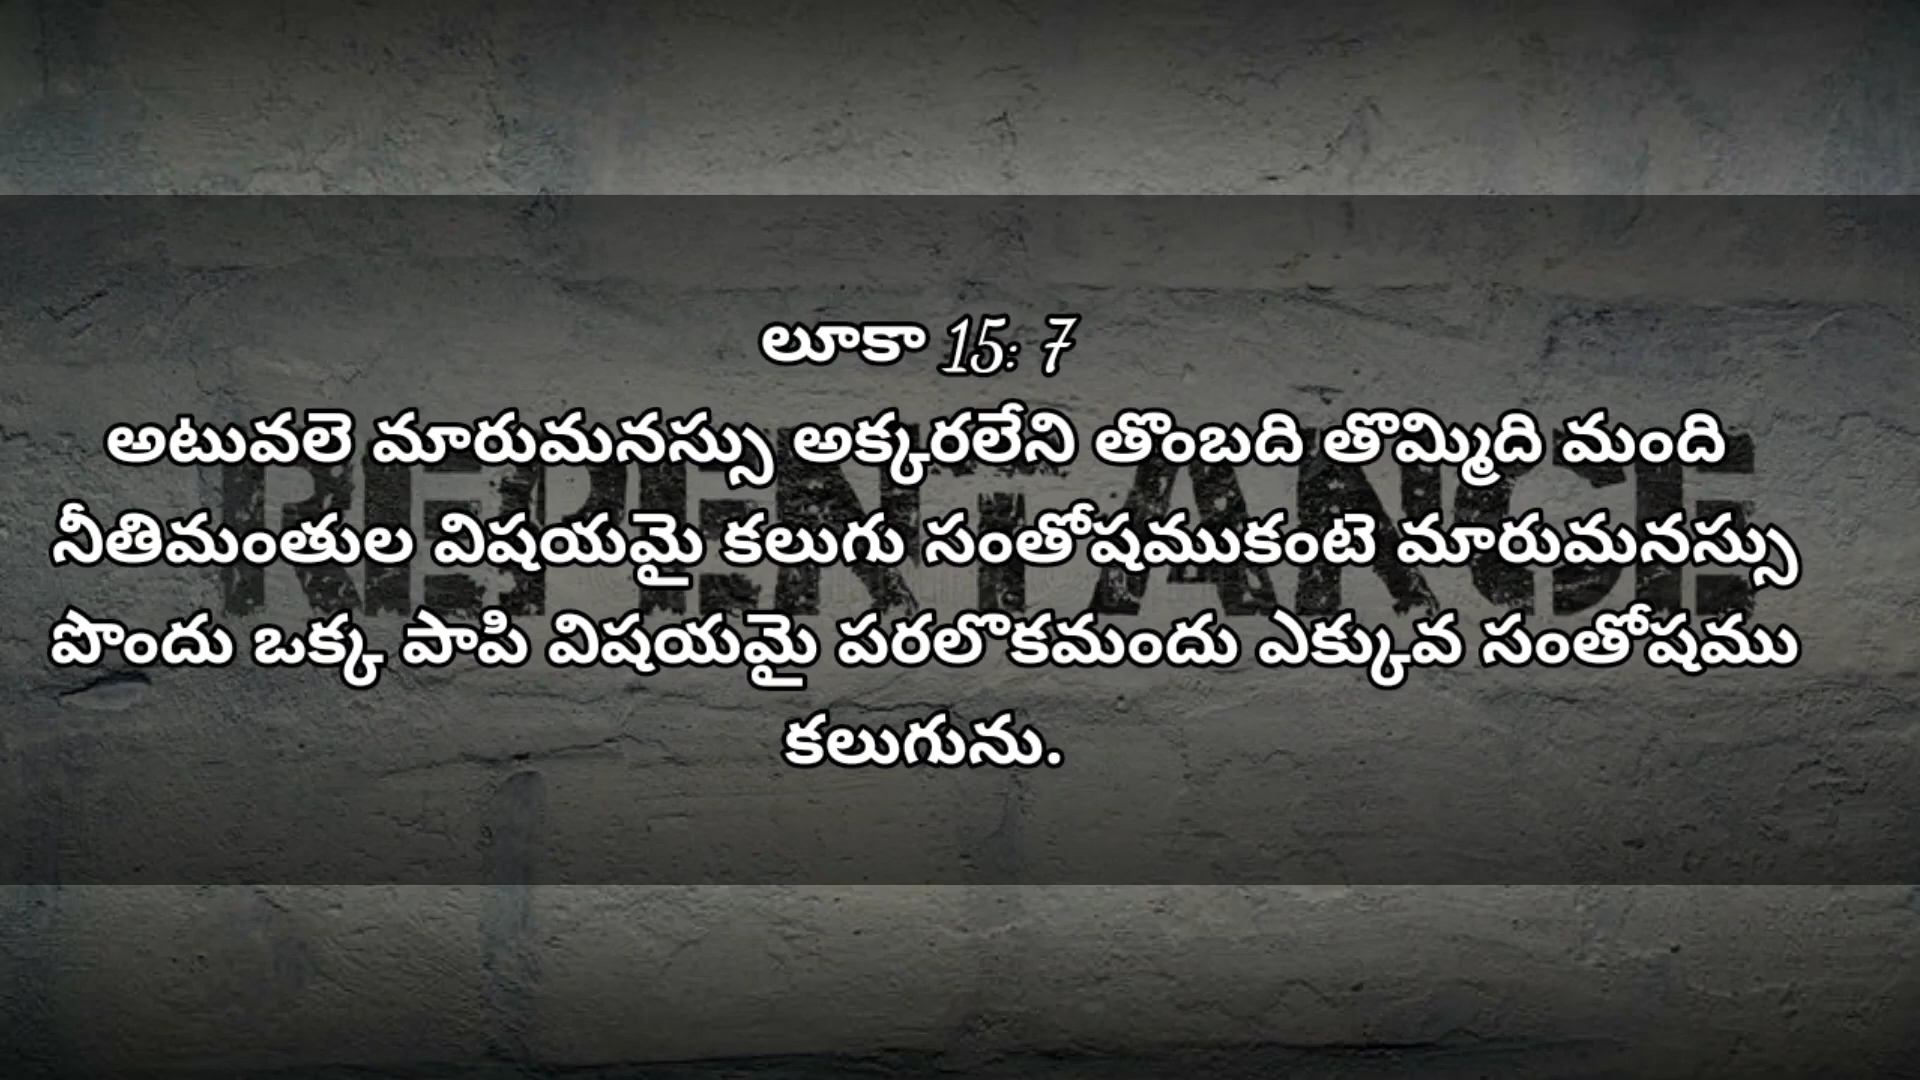 లూకా 15: 7
అటువలె మారుమనస్సు అక్కరలేని తొంబది తొమ్మిది మంది
నీతిమంతుల విషయమై కలుగు సంతోషముకంటె మారుమనస్సు
పొందు ఒక్క పాపి విషయమై పరలొకమందు ఎక్కువ సంతోషము
కలుగును.
REPENTANCE